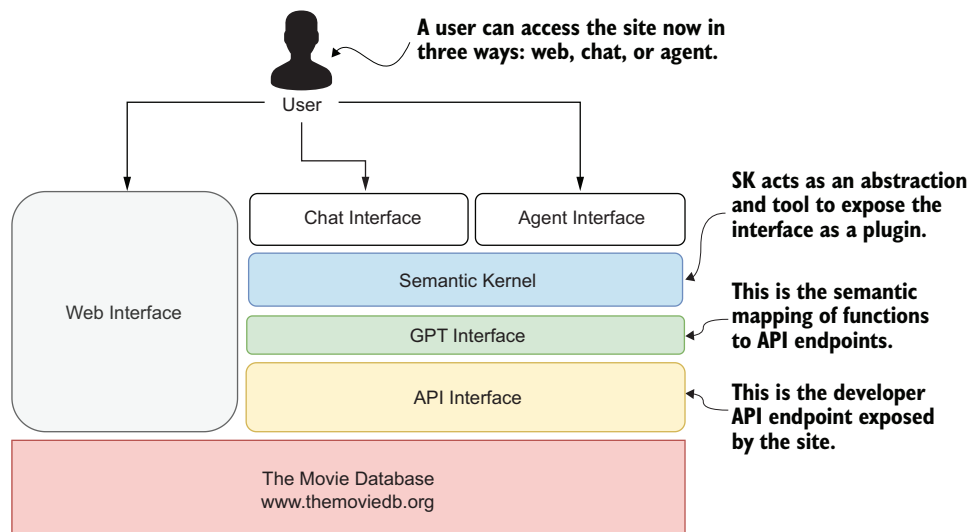 A user can access the site now in
three ways: web, chat, or agent.
User
Web Interface
Chat Interface
Agent Interface
SK acts as an abstraction
and tool to expose the
interface as a plugin.
Semantic Kernel
This is the semantic
mapping of functions
to API endpoints.
GPT Interface
API Interface
This is the developer
API endpoint exposed
by the site.
The Movie Database
www.themoviedb.org